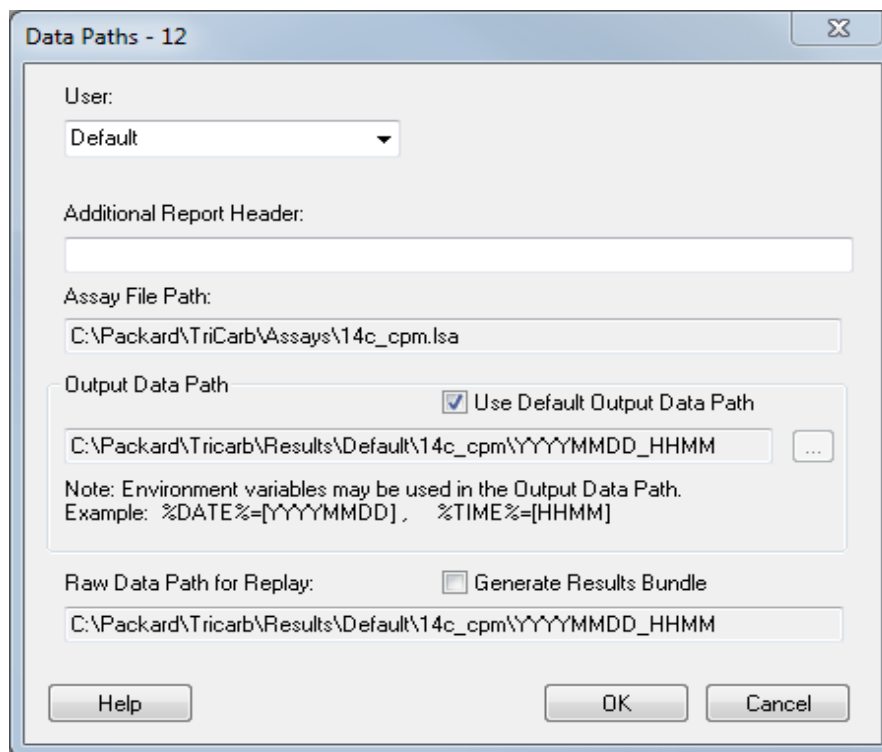 Data Paths - 12
User:
Default
Additional Report Header:
Assay File Path:
C:\Packard\TriCarb\Assays\14c_cpm.lsa
Output Data Path
Use Default Output Data Path
C:\Packard\Tricarb\Results\Default\14c_cpm\YYYYMMDD_HHMM
...
Note: Environment variables may be used in the Output Data Path.
Example: %DATE%=[YYYYMMDD] , %TIME%=[HHMM]
Raw Data Path for Replay:
Generate Results Bundle
C:\Packard\Tricarb\Results\Default\14c_cpm\YYYYMMDD_HHMM
Help
OK
Cancel